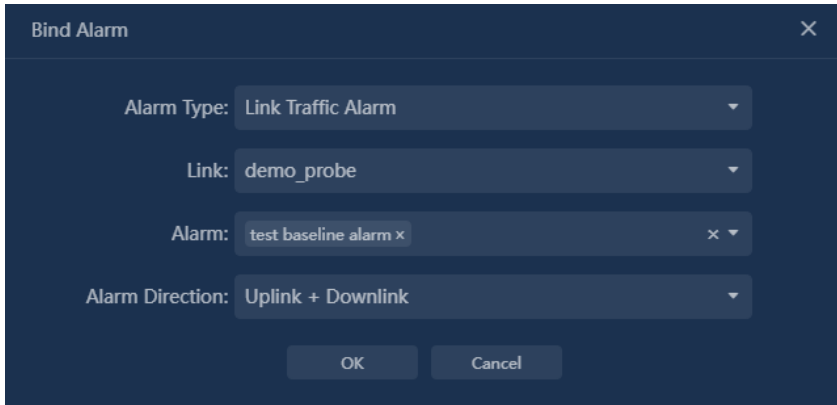 Bind Alarm ×
Alarm Type: Link Traffic Alarm
Link: demo_probe
Alarm: test baseline alarm × ×
Alarm Direction: Uplink + Downlink
OK Cancel